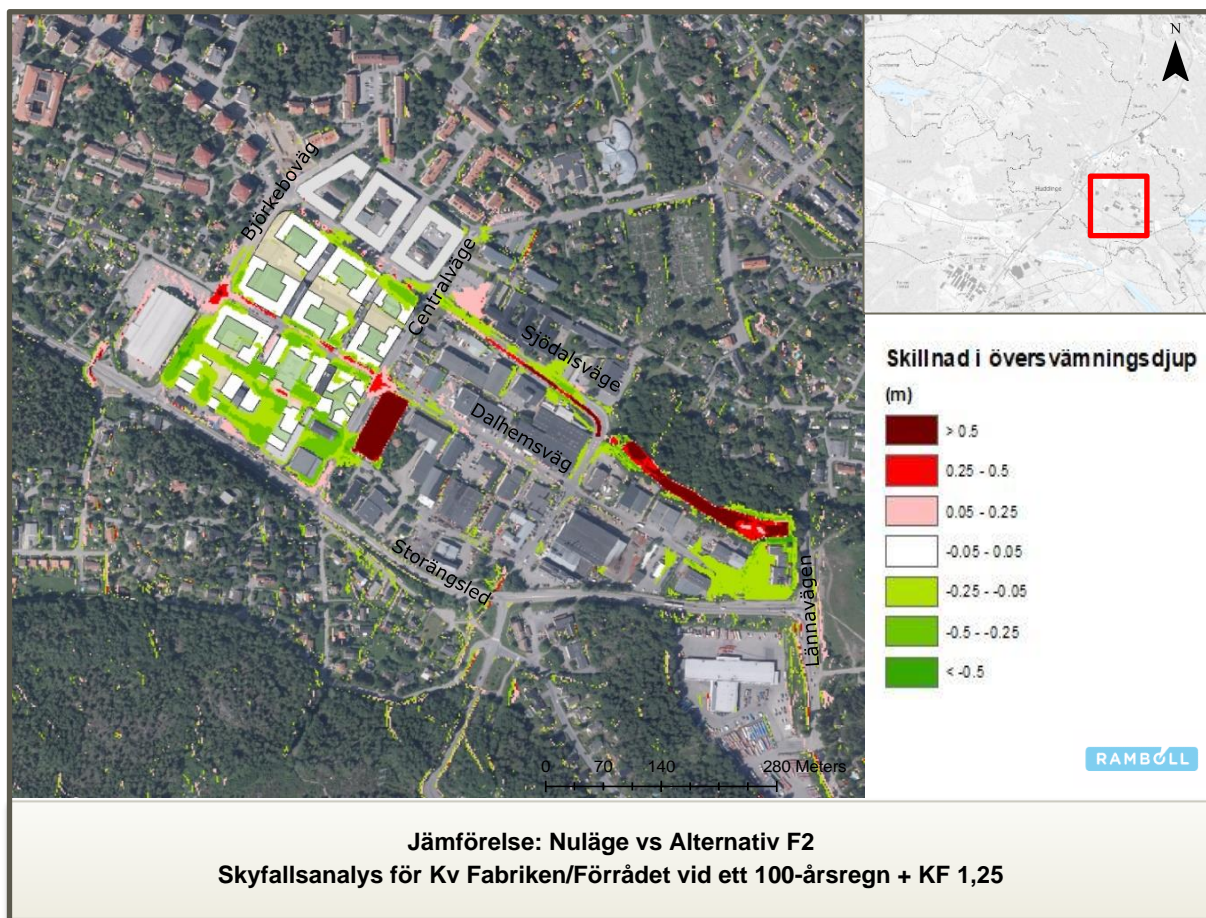 Björkeboväg
Centralväge
Sjödalsväge
Dalhemsväg
Storängsled
Lännavägen
0 70 140 280 Meters
N
Huddinge
Skillnad i översvämningsdjup
(m)
> 0.5
0.25 - 0.5
0.05 - 0.25
-0.05 - 0.05
-0.25 - -0.05
-0.5 - -0.25
< -0.5
RAMBOLL
Jämförelse: Nuläge vs Alternativ F2
Skyfallsanalys för Kv Fabriken/Förrådet vid ett 100-årsregn + KF 1,25